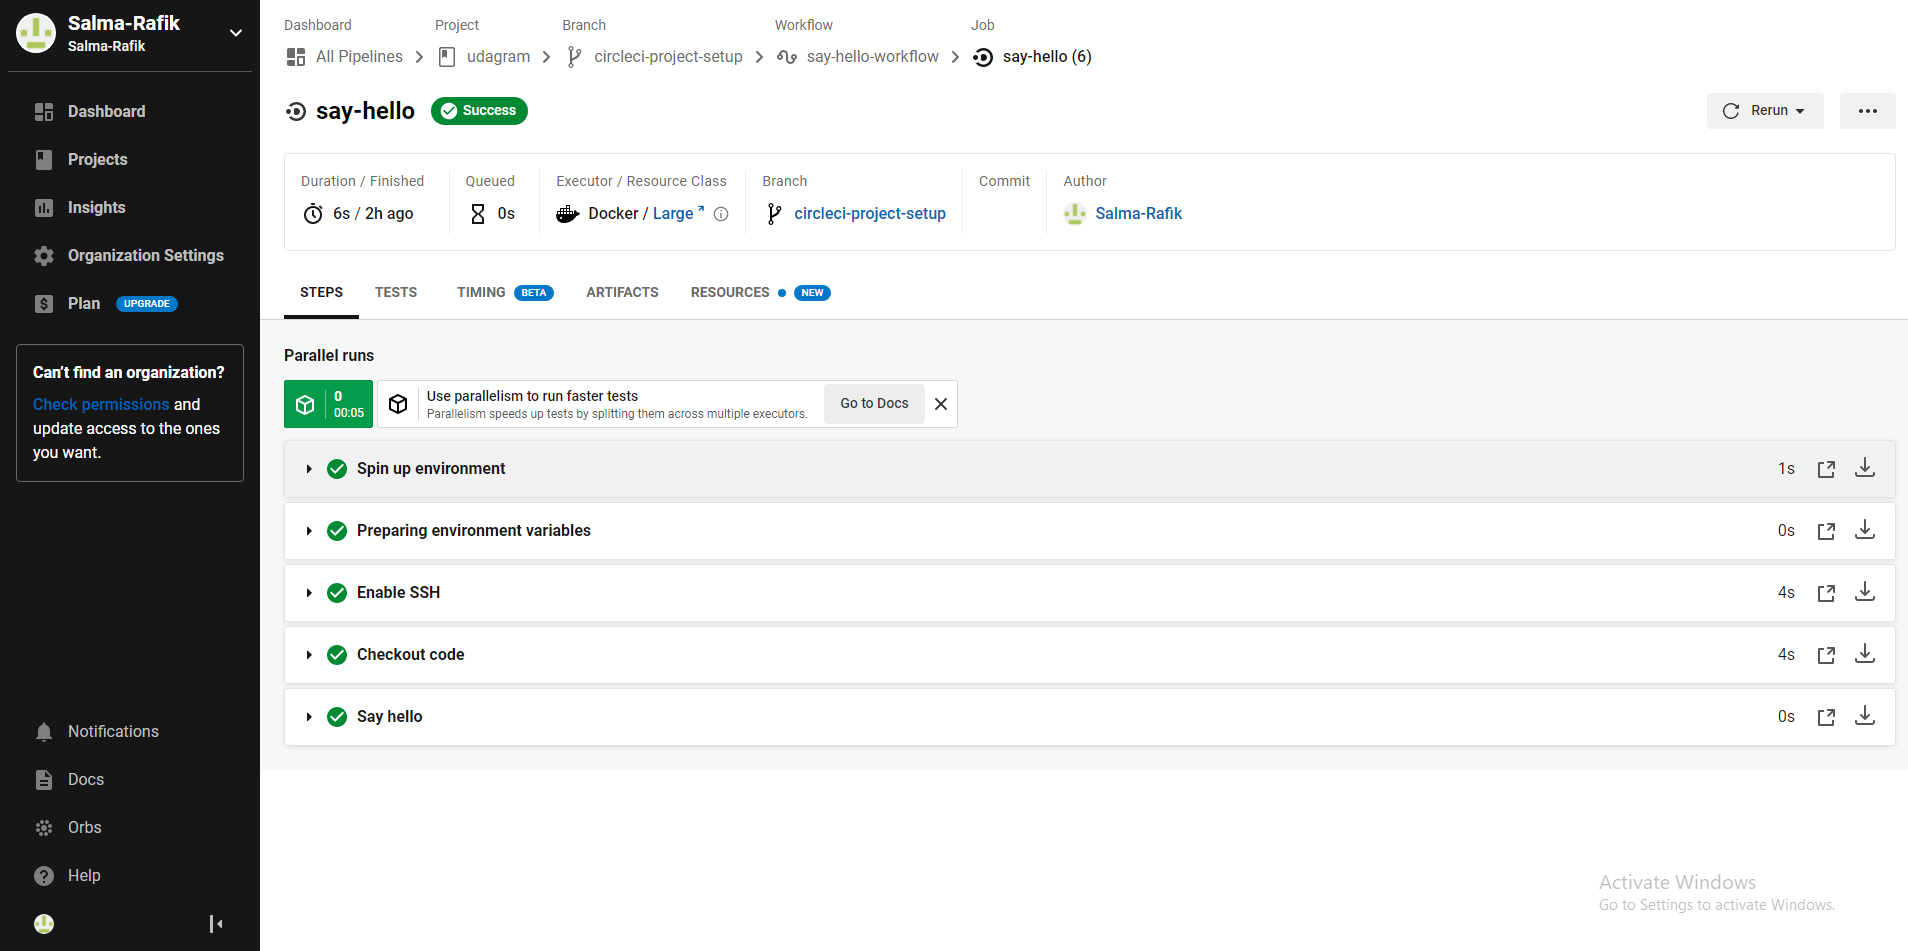 Salma-Rafik
Salma-Rafik
Dashboard
Projects
Insights
Organization Settings
Plan UPGRADE
Can't find an organization?
Check permissions and
update access to the ones
you want.
Notifications
Docs
Orbs
Help
Dashboard Project Branch Workflow Job
All Pipelines udagram circleci-project-setup say-hello-workflow say-hello (6)
say-hello Success Rerun
Duration / Finished Queued Executor / Resource Class Branch Commit Author
6s / 2h ago 0s Docker / Large circleci-project-setup Salma-Rafik
STEPS TESTS TIMING BETA ARTIFACTS RESOURCES NEW
Parallel runs
0
00:05
Use parallelism to run faster tests
Parallelism speeds up tests by splitting them across multiple executors.
Go to Docs
Spin up environment 1s
Preparing environment variables 0s
Enable SSH 4s
Checkout code 4s
Say hello 0s
Activate Windows
Go to Settings to activate Windows.